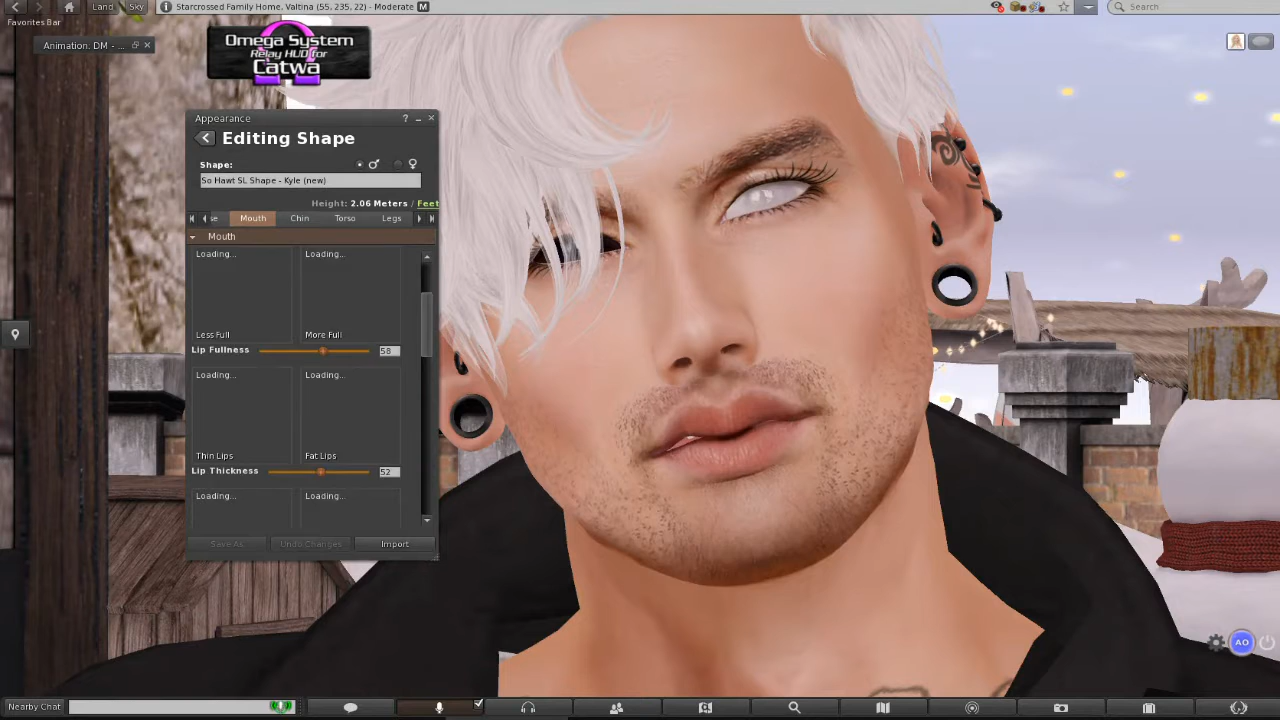 Land
Sky
Starcrossed Family Home, Valtina (55, 235, 22) - Moderate M
Search
Favorites Bar
Animation: DM - ...
Omega System
Relay HUD for
Catwa
Appearance
?
Editing Shape
Shape:
So Hawt SL Shape - Kyle (new)
Height: 2.06 Meters / Feet
se
Mouth
Chin
Torso
Legs
Mouth
Loading...
Loading...
Less Full
More Full
Lip Fullness
58
Loading...
Loading...
Thin Lips
Fat Lips
Lip Thickness
52
Loading...
Loading...
Save As
Undo Changes
Import
AO
Nearby Chat